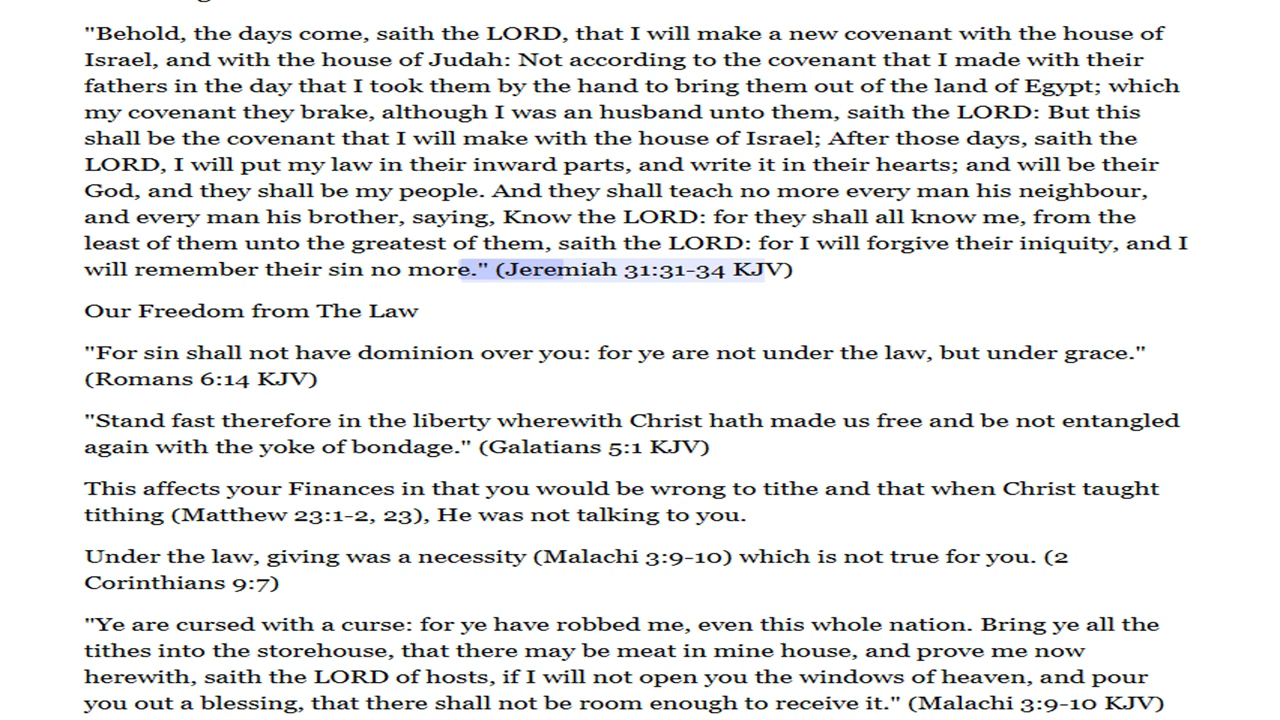 "Behold, the days come, saith the LORD, that I will make a new covenant with the house of
Israel, and with the house of Judah: Not according to the covenant that I made with their
fathers in the day that I took them by the hand to bring them out of the land of Egypt; which
my covenant they brake, although I was an husband unto them, saith the LORD: But this
shall be the covenant that I will make with the house of Israel; After those days, saith the
LORD, I will put my law in their inward parts, and write it in their hearts; and will be their
God, and they shall be my people. And they shall teach no more every man his neighbour,
and every man his brother, saying, Know the LORD: for they shall all know me, from the
least of them unto the greatest of them, saith the LORD: for I will forgive their iniquity, and I
will remember their sin no more." (Jeremiah 31:31-34 KJV)
Our Freedom from The Law
"For sin shall not have dominion over you: for ye are not under the law, but under grace."
(Romans 6:14 KJV)
"Stand fast therefore in the liberty wherewith Christ hath made us free and be not entangled
again with the yoke of bondage." (Galatians 5:1 KJV)
This affects your Finances in that you would be wrong to tithe and that when Christ taught
tithing (Matthew 23:1-2, 23), He was not talking to you.
Under the law, giving was a necessity (Malachi 3:9-10) which is not true for you. (2
Corinthians 9:7)
"Ye are cursed with a curse: for ye have robbed me, even this whole nation. Bring ye all the
tithes into the storehouse, that there may be meat in mine house, and prove me now
herewith, saith the LORD of hosts, if I will not open you the windows of heaven, and pour
you out a blessing, that there shall not be room enough to receive it." (Malachi 3:9-10 KJV)